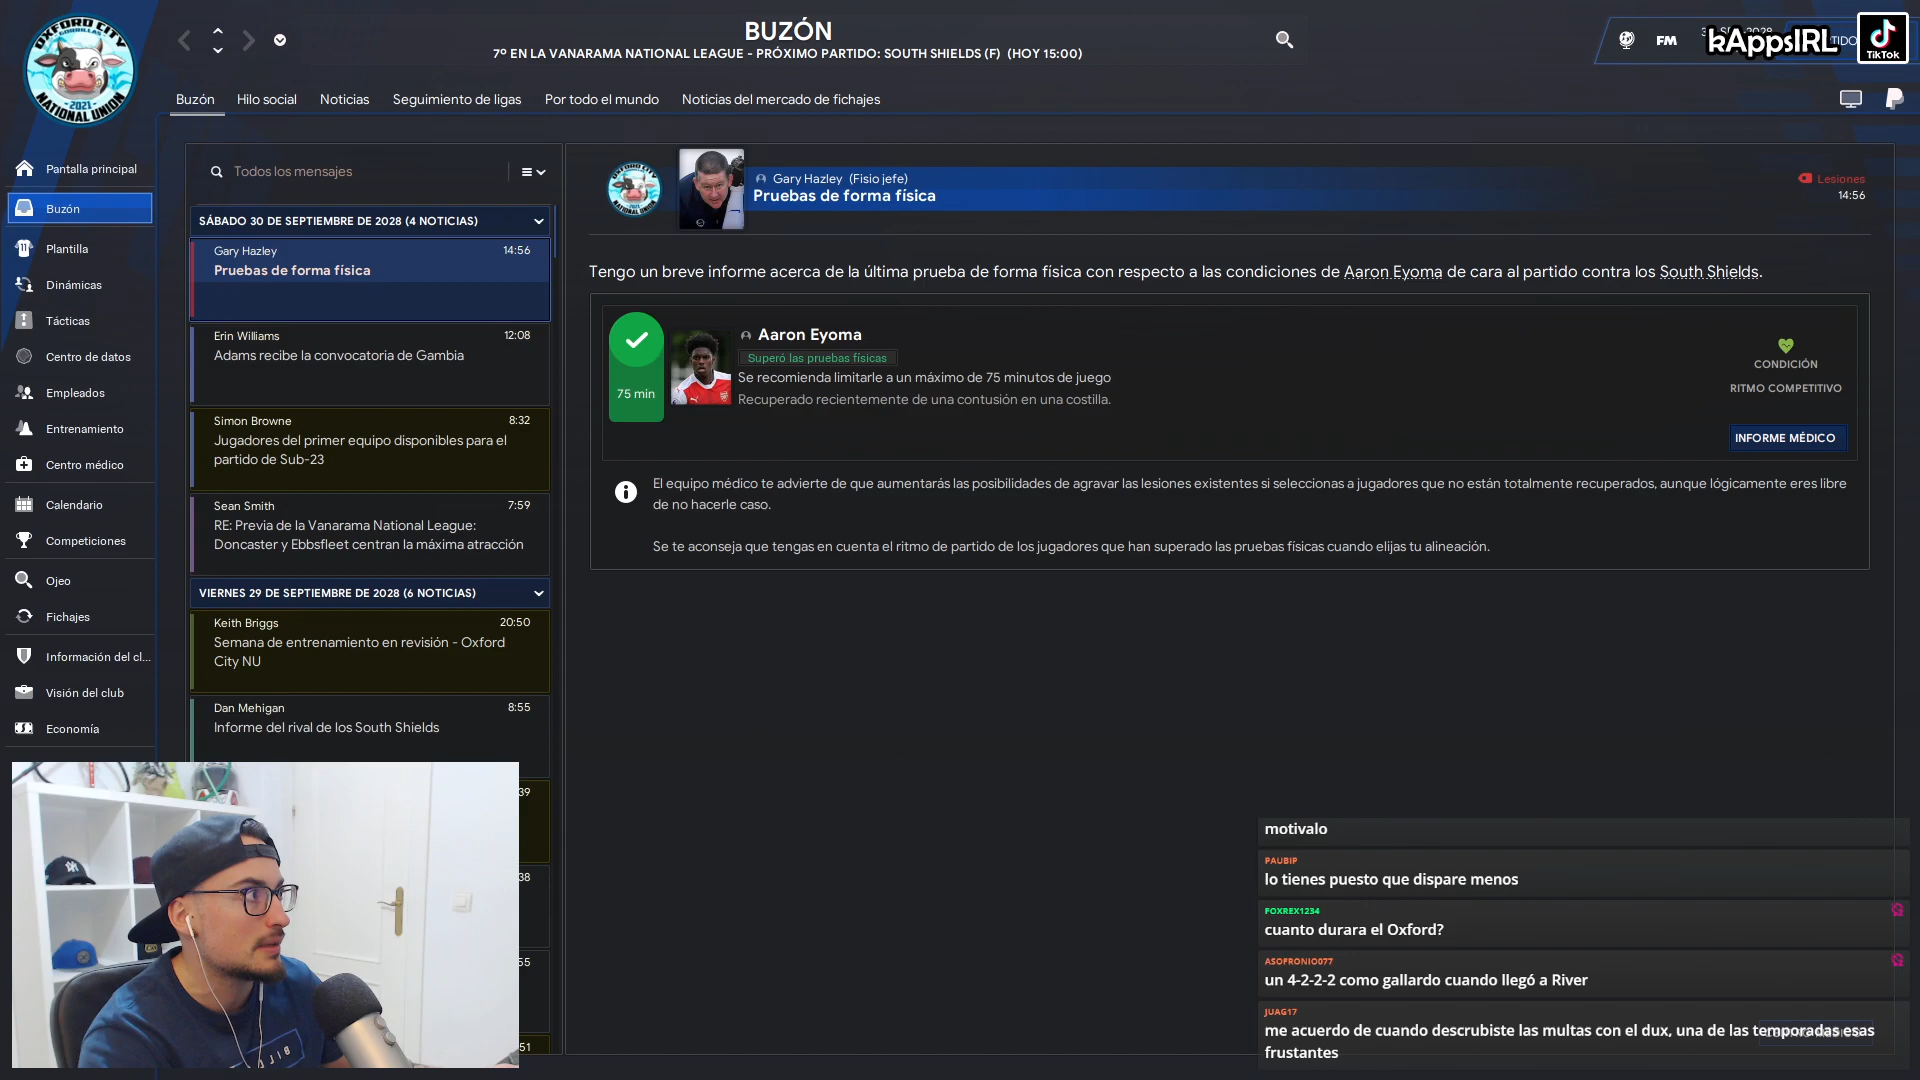 BUZÓN
7º EN LA VANARAMA NATIONAL LEAGUE - PRÓXIMO PARTIDO: SOUTH SHIELDS (F) (HOY 15:00)
FM
kAppsIRL
TikTok
OXFORD CITY
GORRILLAS
- 2021 -
NATIONAL UNION
Buzón
Hilo social
Noticias
Seguimiento de ligas
Por todo el mundo
Noticias del mercado de fichajes
Pantalla principal
Buzón
Plantilla
Dinámicas
Tácticas
Centro de datos
Empleados
Entrenamiento
Centro médico
Calendario
Competiciones
Ojeo
Fichajes
Información del cl...
Visión del club
Economía
Todos los mensajes
SÁBADO 30 DE SEPTIEMBRE DE 2028 (4 NOTICIAS)
Gary Hazley 14:56
Pruebas de forma física
Erin Williams 12:08
Adams recibe la convocatoria de Gambia
Simon Browne 8:32
Jugadores del primer equipo disponibles para el
partido de Sub-23
Sean Smith 7:59
RE: Previa de la Vanarama National League:
Doncaster y Ebbsfleet centran la máxima atracción
VIERNES 29 DE SEPTIEMBRE DE 2028 (6 NOTICIAS)
Keith Briggs 20:50
Semana de entrenamiento en revisión - Oxford
City NU
Dan Mehigan 8:55
Informe del rival de los South Shields
39
38
55
51
Gary Hazley (Fisio jefe)
Pruebas de forma física
Lesiones
14:56
Tengo un breve informe acerca de la última prueba de forma física con respecto a las condiciones de Aaron Eyoma de cara al partido contra los South Shields.
75 min
Aaron Eyoma
Superó las pruebas físicas
Se recomienda limitarle a un máximo de 75 minutos de juego
Recuperado recientemente de una contusión en una costilla.
CONDICIÓN
RITMO COMPETITIVO
INFORME MÉDICO
El equipo médico te advierte de que aumentarás las posibilidades de agravar las lesiones existentes si seleccionas a jugadores que no están totalmente recuperados, aunque lógicamente eres libre
de no hacerle caso.
Se te aconseja que tengas en cuenta el ritmo de partido de los jugadores que han superado las pruebas físicas cuando elijas tu alineación.
motivalo
PAUBIP
lo tienes puesto que dispare menos
FOXREX1234
cuanto durara el Oxford?
ASOFRONIO077
un 4-2-2-2 como gallardo cuando llegó a River
JUAG17
me acuerdo de cuando descrubiste las multas con el dux, una de las temporadas esas
frustantes